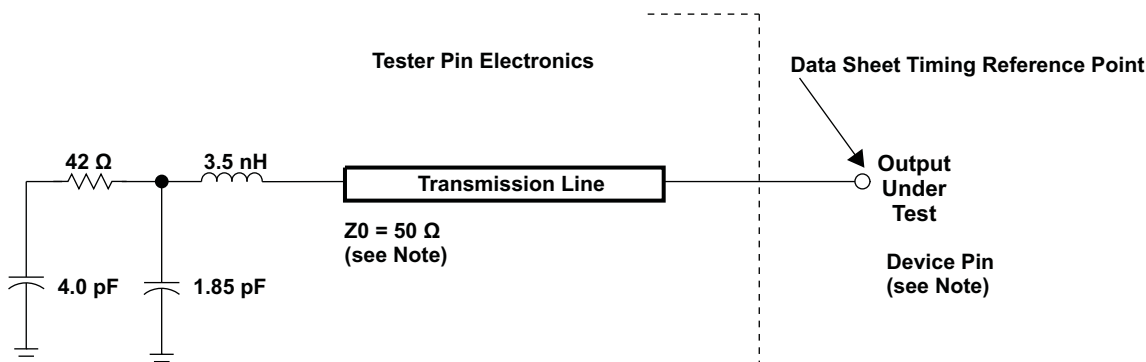 Tester Pin Electronics
Data Sheet Timing Reference Point
42 Ω
3.5 nH
Transmission Line
Output
Under
Test
Z0 = 50 Ω
(see Note)
Device Pin
(see Note)
4.0 pF
1.85 pF